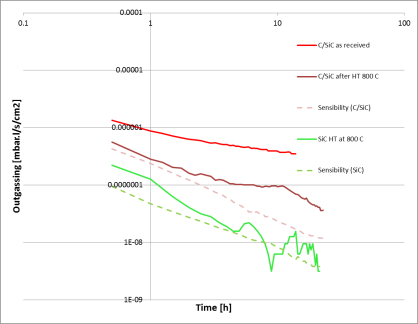 0.0001
0.1
1
10
C/SiC as received
0.00001
C/SiC after HT 800 C
Sensibility (C/SiC)
0.000001
SiC HT at 800 C
Sensibility (SiC)
0.0000001
1E-08
1E-09
Outgassing [mbar.l/s/cm2]
Time [h]